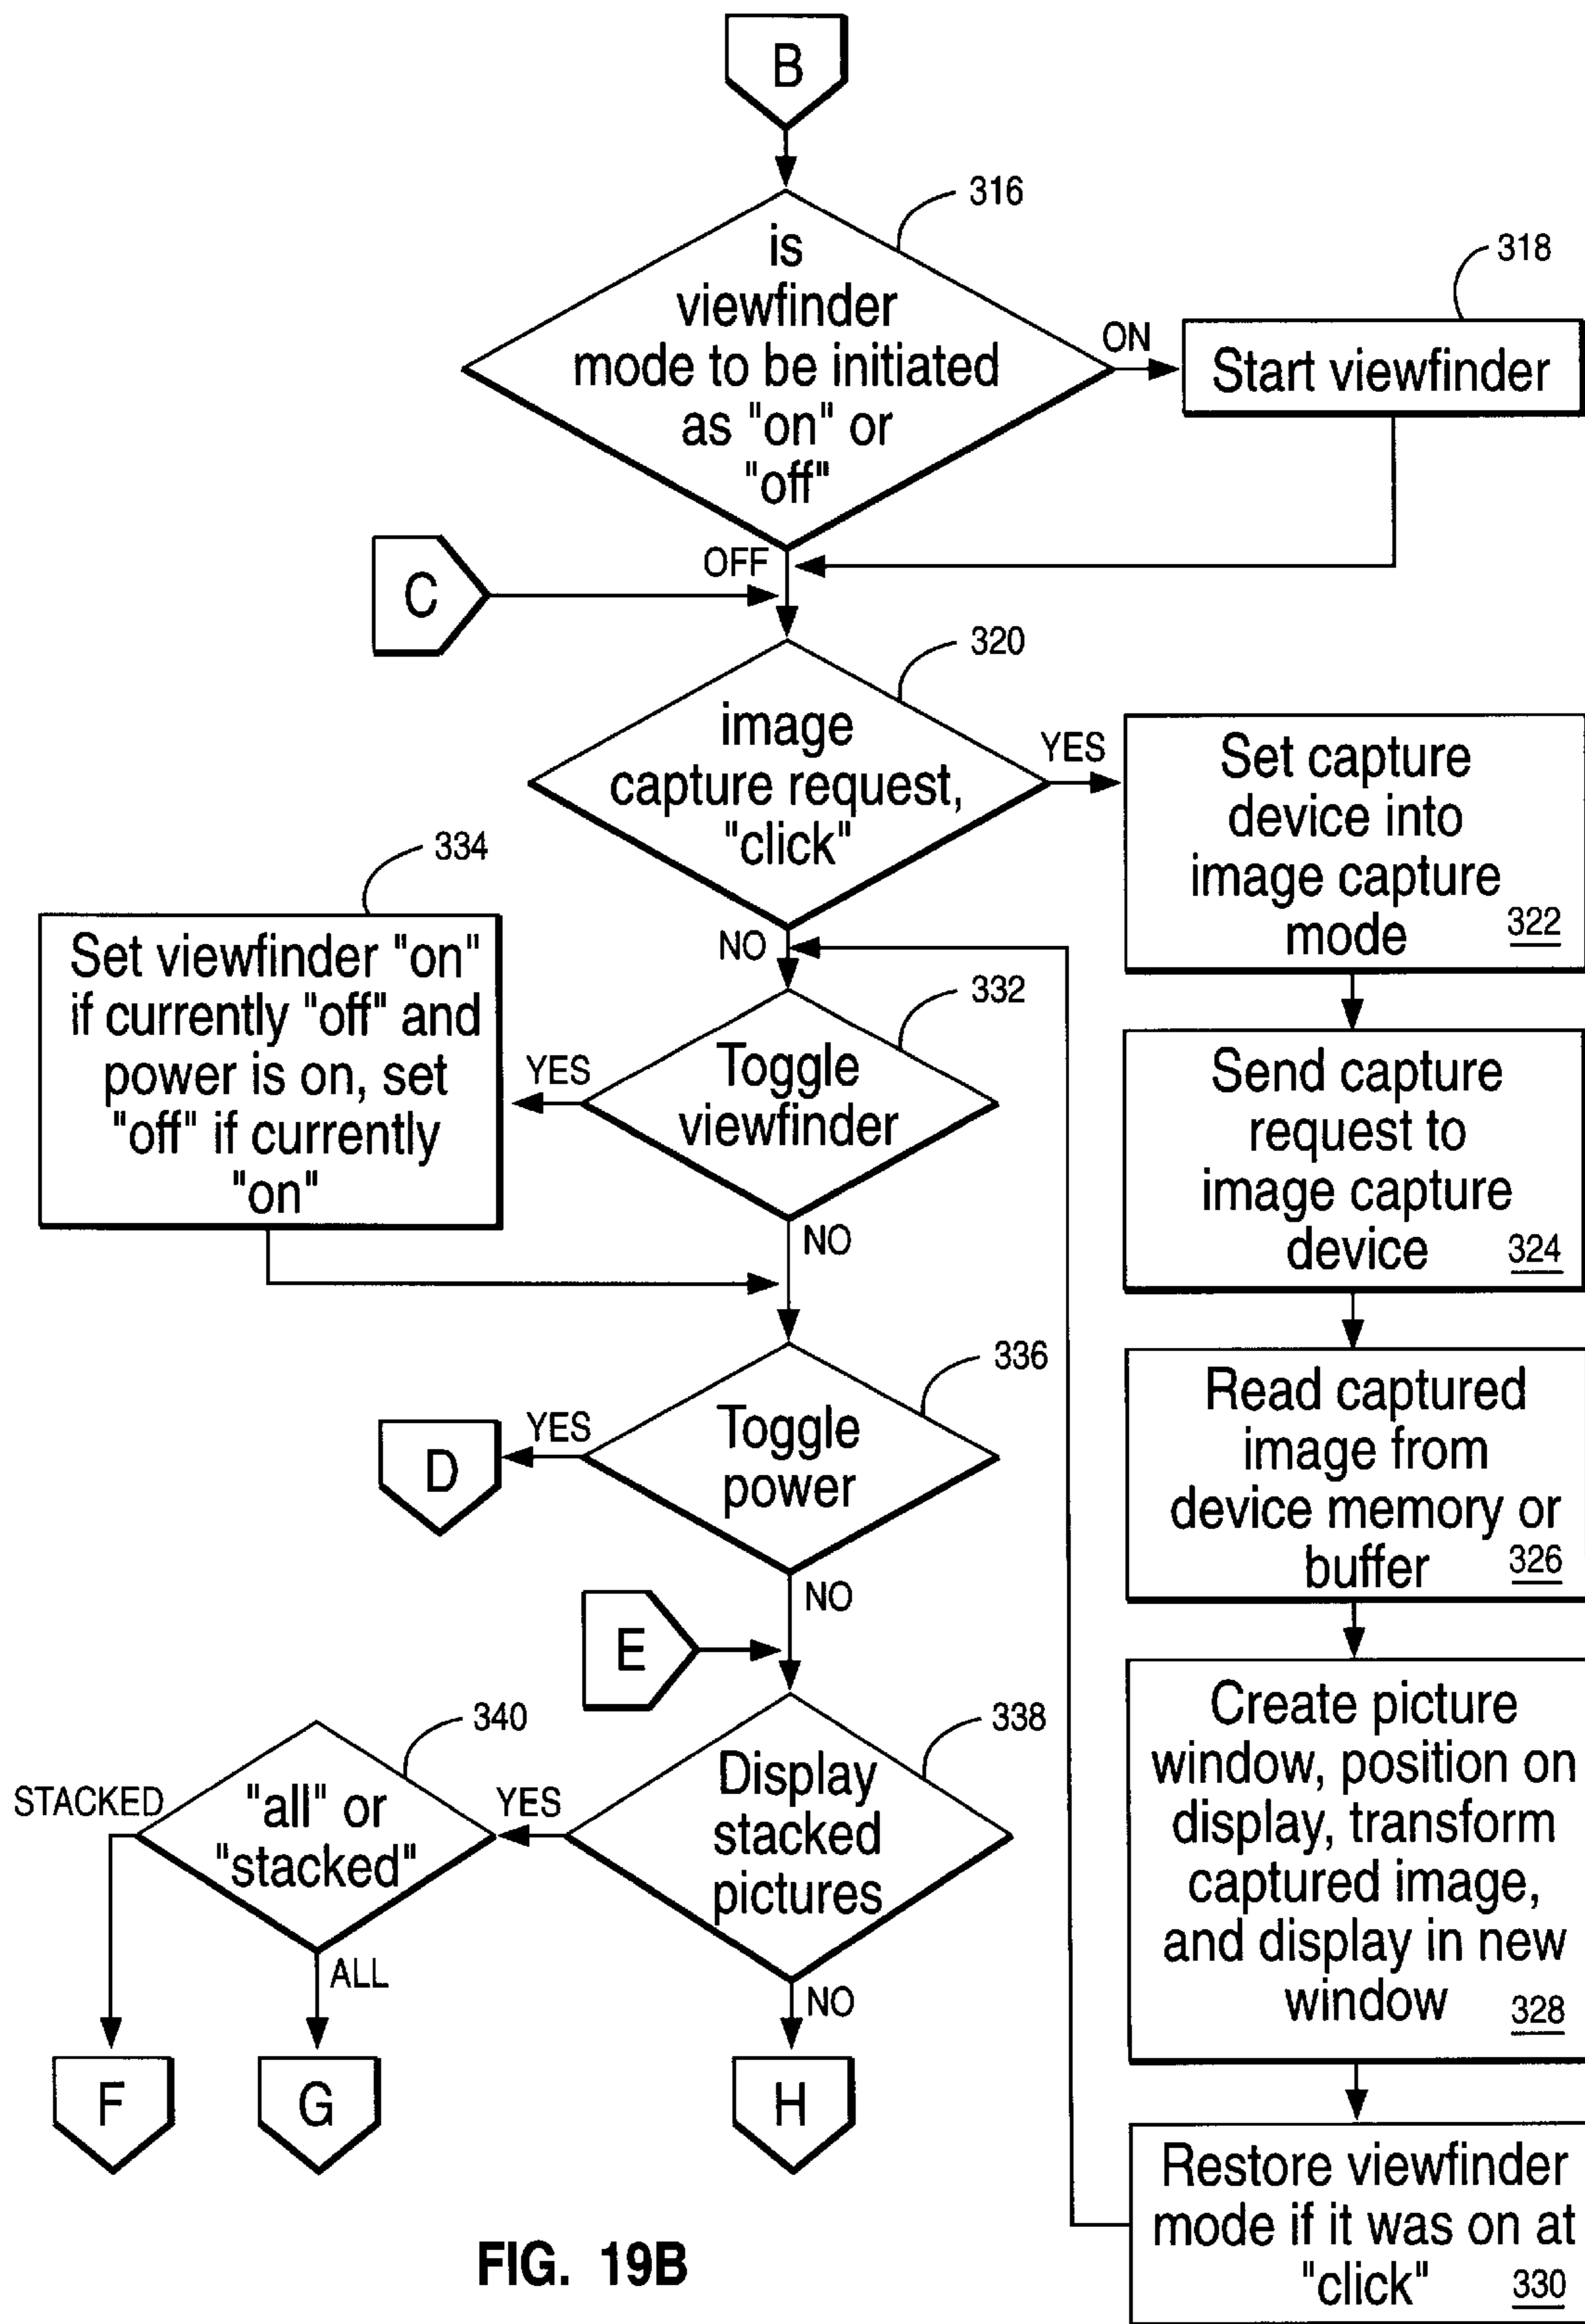 B
316
is
viewfinder
mode to be initiated
as "on" or
"off"
ON
318
Start viewfinder
OFF
C
320
image
capture request,
"click"
YES
Set capture
device into
image capture
mode 322
NO
334
Set viewfinder "on"
if currently "off" and
power is on, set
"off" if currently
"on"
332
Toggle
viewfinder
YES
NO
Send capture
request to
image capture
device 324
336
Toggle
power
YES
D
NO
Read captured
image from
device memory or
buffer 326
E
338
Display
stacked
pictures
YES
340
"all" or
"stacked"
STACKED
ALL
NO
Create picture
window, position on
display, transform
captured image,
and display in new
window 328
F
G
H
Restore viewfinder
mode if it was on at
"click" 330
FIG. 19B